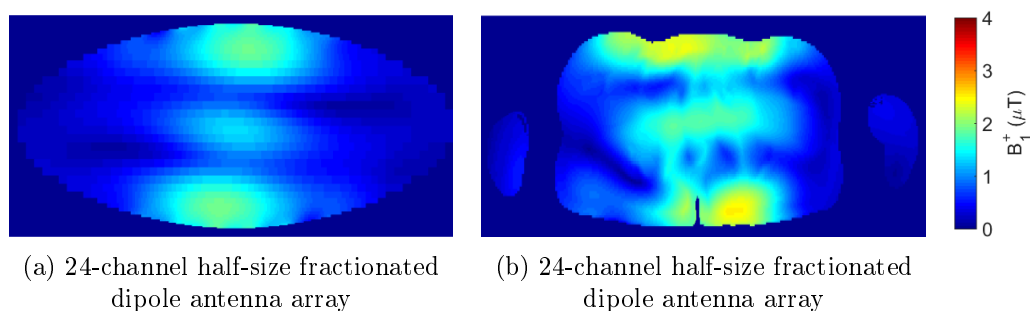 4
3
2
1
0
B₁⁺ (μT)
(a) 24-channel half-size fractionated
dipole antenna array
(b) 24-channel half-size fractionated
dipole antenna array